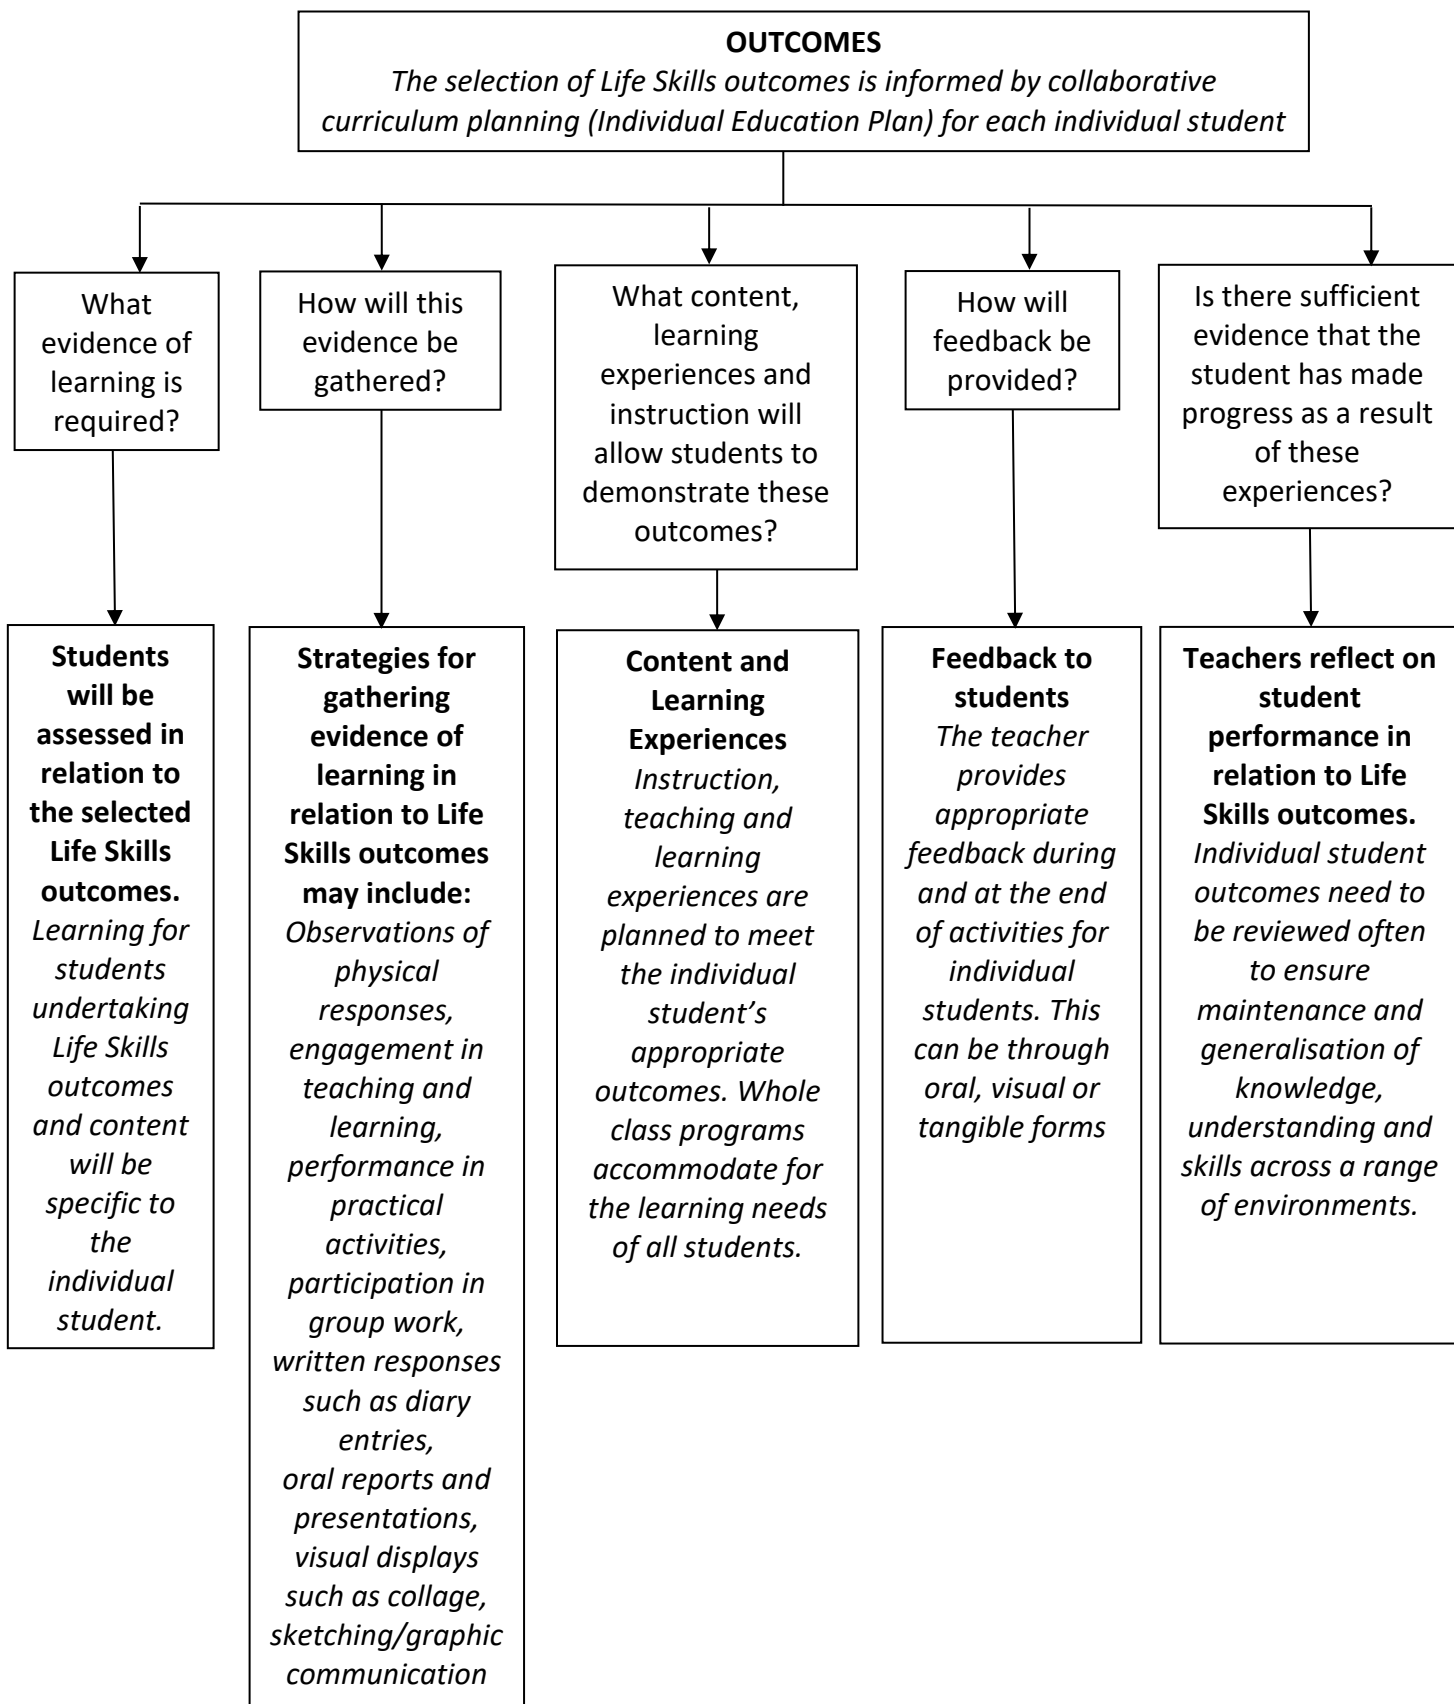 OUTCOMES
The selection of Life Skills outcomes is informed by collaborative
curriculum planning (Individual Education Plan) for each individual student
What
evidence of
learning is
required?
How will this
evidence be
gathered?
What content,
learning
experiences and
instruction will
allow students to
demonstrate these
outcomes?
How will
feedback be
provided?
Is there sufficient
evidence that the
student has made
progress as a result
of these
experiences?
Students
will be
assessed in
relation to
the selected
Life Skills
outcomes.
Learning for
students
undertaking
Life Skills
outcomes
and content
will be
specific to
the
individual
student.
Strategies for
gathering
evidence of
learning in
relation to Life
Skills outcomes
may include:
Observations of
physical
responses,
engagement in
teaching and
learning,
performance in
practical
activities,
participation in
group work,
written responses
such as diary
entries,
oral reports and
presentations,
visual displays
such as collage,
sketching/graphic
communication
Content and
Learning
Experiences
Instruction,
teaching and
learning
experiences are
planned to meet
the individual
student’s
appropriate
outcomes. Whole
class programs
accommodate for
the learning needs
of all students.
Feedback to
students
The teacher
provides
appropriate
feedback during
and at the end
of activities for
individual
students. This
can be through
oral, visual or
tangible forms
Teachers reflect on
student
performance in
relation to Life
Skills outcomes.
Individual student
outcomes need to
be reviewed often
to ensure
maintenance and
generalisation of
knowledge,
understanding and
skills across a range
of environments.